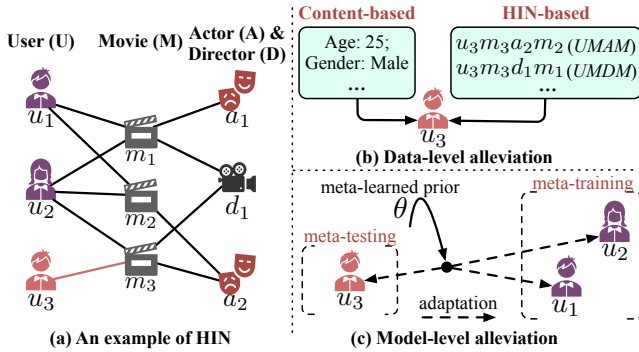 User (U) Movie (M) Actor (A) &
Director (D)
u₁
u₂
u₃
m₁
m₂
m₃
a₁
d₁
a₂
(a) An example of HIN
Content-based
Age: 25;
Gender: Male
...
HIN-based
u₃m₃a₂m₂ (UMAM)
u₃m₃d₁m₁ (UMDM)
...
u₃
(b) Data-level alleviation
meta-learned prior
θ
meta-training
meta-testing
u₂
u₃
u₁
adaptation
(c) Model-level alleviation